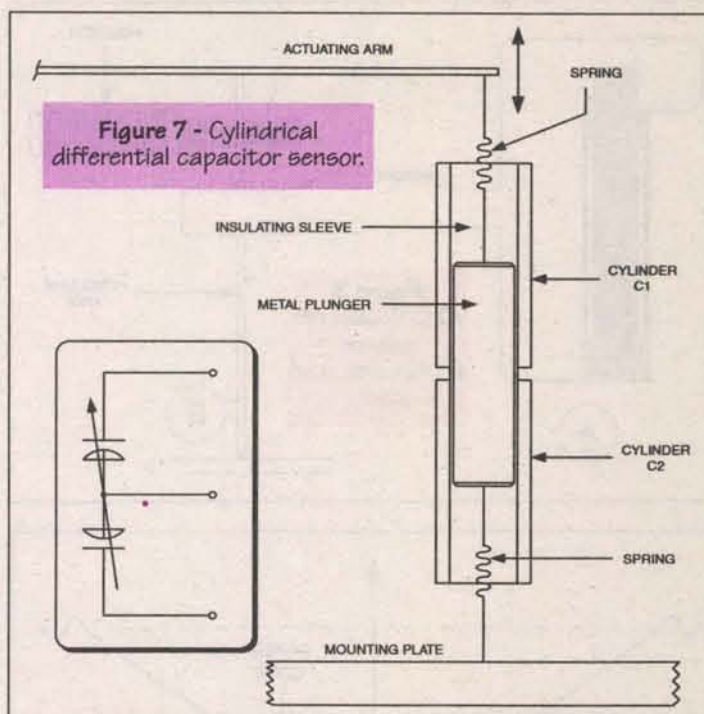 ACTUATING ARM
SPRING
Figure 7 - Cylindrical
differential capacitor sensor.
INSULATING SLEEVE
CYLINDER
C1
METAL PLUNGER
CYLINDER
C2
SPRING
MOUNTING PLATE